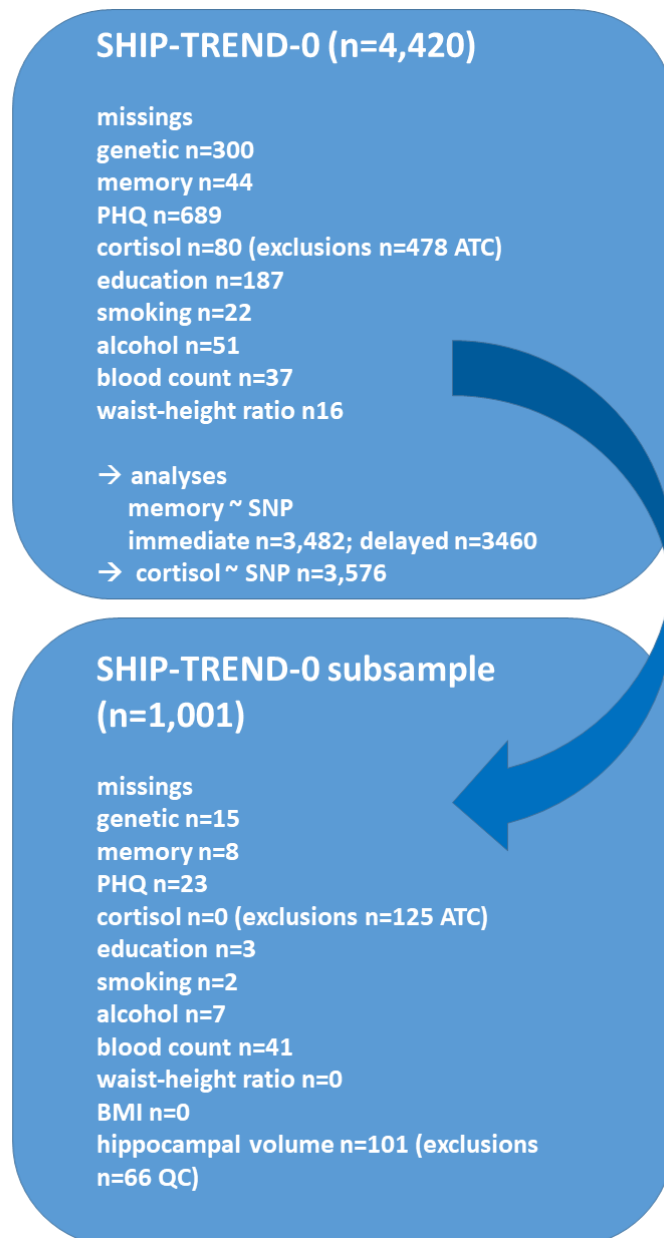 SHIP-TREND-0 (n=4,420)
missings
genetic n=300
memory n=44
PHQ n=689
cortisol n=80 (exclusions n=478 ATC)
education n=187
smoking n=22
alcohol n=51
blood count n=37
waist-height ratio n16
→ analyses
memory ~ SNP
immediate n=3,482; delayed n=3460
→ cortisol ~ SNP n=3,576
SHIP-TREND-0 subsample
(n=1,001)
missings
genetic n=15
memory n=8
PHQ n=23
cortisol n=0 (exclusions n=125 ATC)
education n=3
smoking n=2
alcohol n=7
blood count n=41
waist-height ratio n=0
BMI n=0
hippocampal volume n=101 (exclusions
n=66 QC)